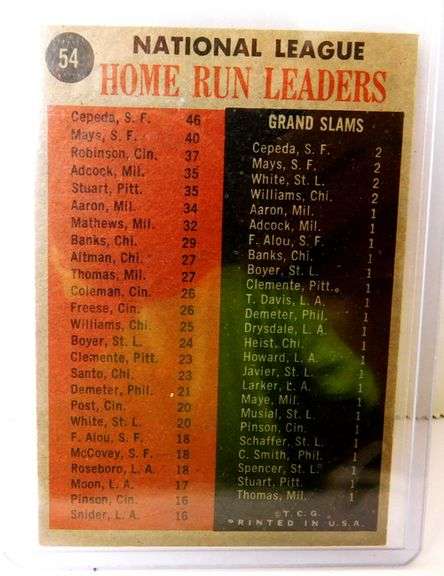 54
NATIONAL LEAGUE
HOME RUN LEADERS
Cepeda, S. F. 46
Mays, S. F. 40
Robinson, Cin. 37
Adcock, Mil. 35
Stuart, Pitt. 35
Aaron, Mil. 34
Mathews, Mil. 32
Banks, Chi. 29
Altman, Chi. 27
Thomas, Mil. 27
Coleman, Cin. 26
Freese, Cin. 26
Williams, Chi. 25
Boyer, St. L. 24
Clemente, Pitt. 23
Santo, Chi. 23
Demeter, Phil. 21
Post, Cin. 20
White, St. L. 20
F. Alou, S. F. 18
McCovey, S. F. 18
Roseboro, L. A. 18
Moon, L. A. 17
Pinson, Cin. 16
Snider, L. A. 16
GRAND SLAMS
Cepeda, S. F. 2
Mays, S. F. 2
White, St. L. 2
Williams, Chi. 2
Aaron, Mil. 1
Adcock, Mil. 1
F. Alou, S. F. 1
Banks, Chi. 1
Boyer, St. L. 1
Clemente, Pitt. 1
T. Davis, L. A. 1
Demeter, Phil. 1
Drysdale, L. A. 1
Heist, Chi. 1
Howard, L. A. 1
Javier, St. L. 1
Larker, L. A. 1
Maye, Mil. 1
Musial, St. L. 1
Pinson, Cin. 1
Schaffer, St. L. 1
C. Smith, Phil. 1
Spencer, St. L. 1
Stuart, Pitt. 1
Thomas, Mil. 1
©T. C. G.
PRINTED IN U.S.A.